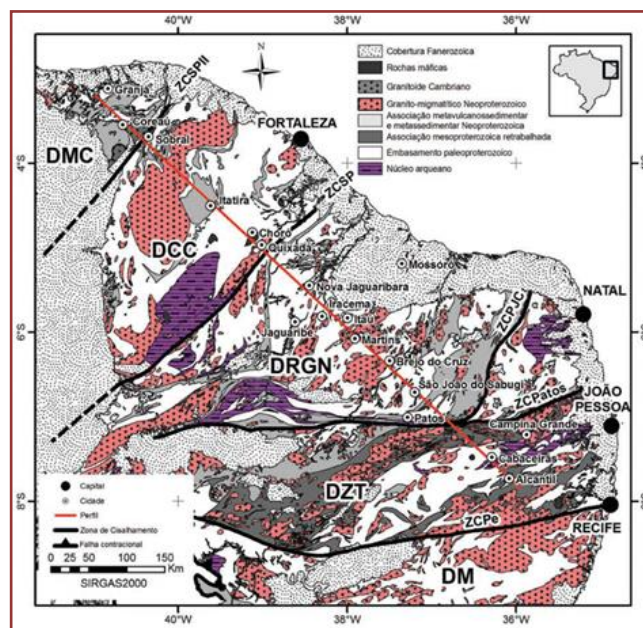 40°W
38°W
36°W
N
Cobertura Fanerozoica
Rochas máficas
Granitoide Cambriano
Granito-migmatítico Neoproterozoico
Associação metavulcanossedimentar
e metassedimentar Neoproterozoica
Associação mesoproterozoica retrabalhada
Embasamento paleoproterozoico
Núcleo arqueano
ZCSPII
Granja
Coreaú
Sobral
FORTALEZA
4°S
4°S
DMC
ZCSP
Itatira
DCC
Choró
Quixadá
Mossoró
Nova Jaguaribara
NATAL
Iracema
Itaú
ZCPJC
6°S
6°S
Jaguaribe
Martins
DRGN
Brejo do Cruz
São João do Sabugi
ZCPatos
JOÃO
PESSOA
Patos
Campina Grande
Cabaceiras
Capital
Cidade
Perfil
Zona de Cisalhamento
Falha contracional
0 25 50 100 150
Km
SIRGAS2000
DZT
Alcantil
8°S
8°S
ZCPe
RECIFE
DM
40°W
38°W
36°W